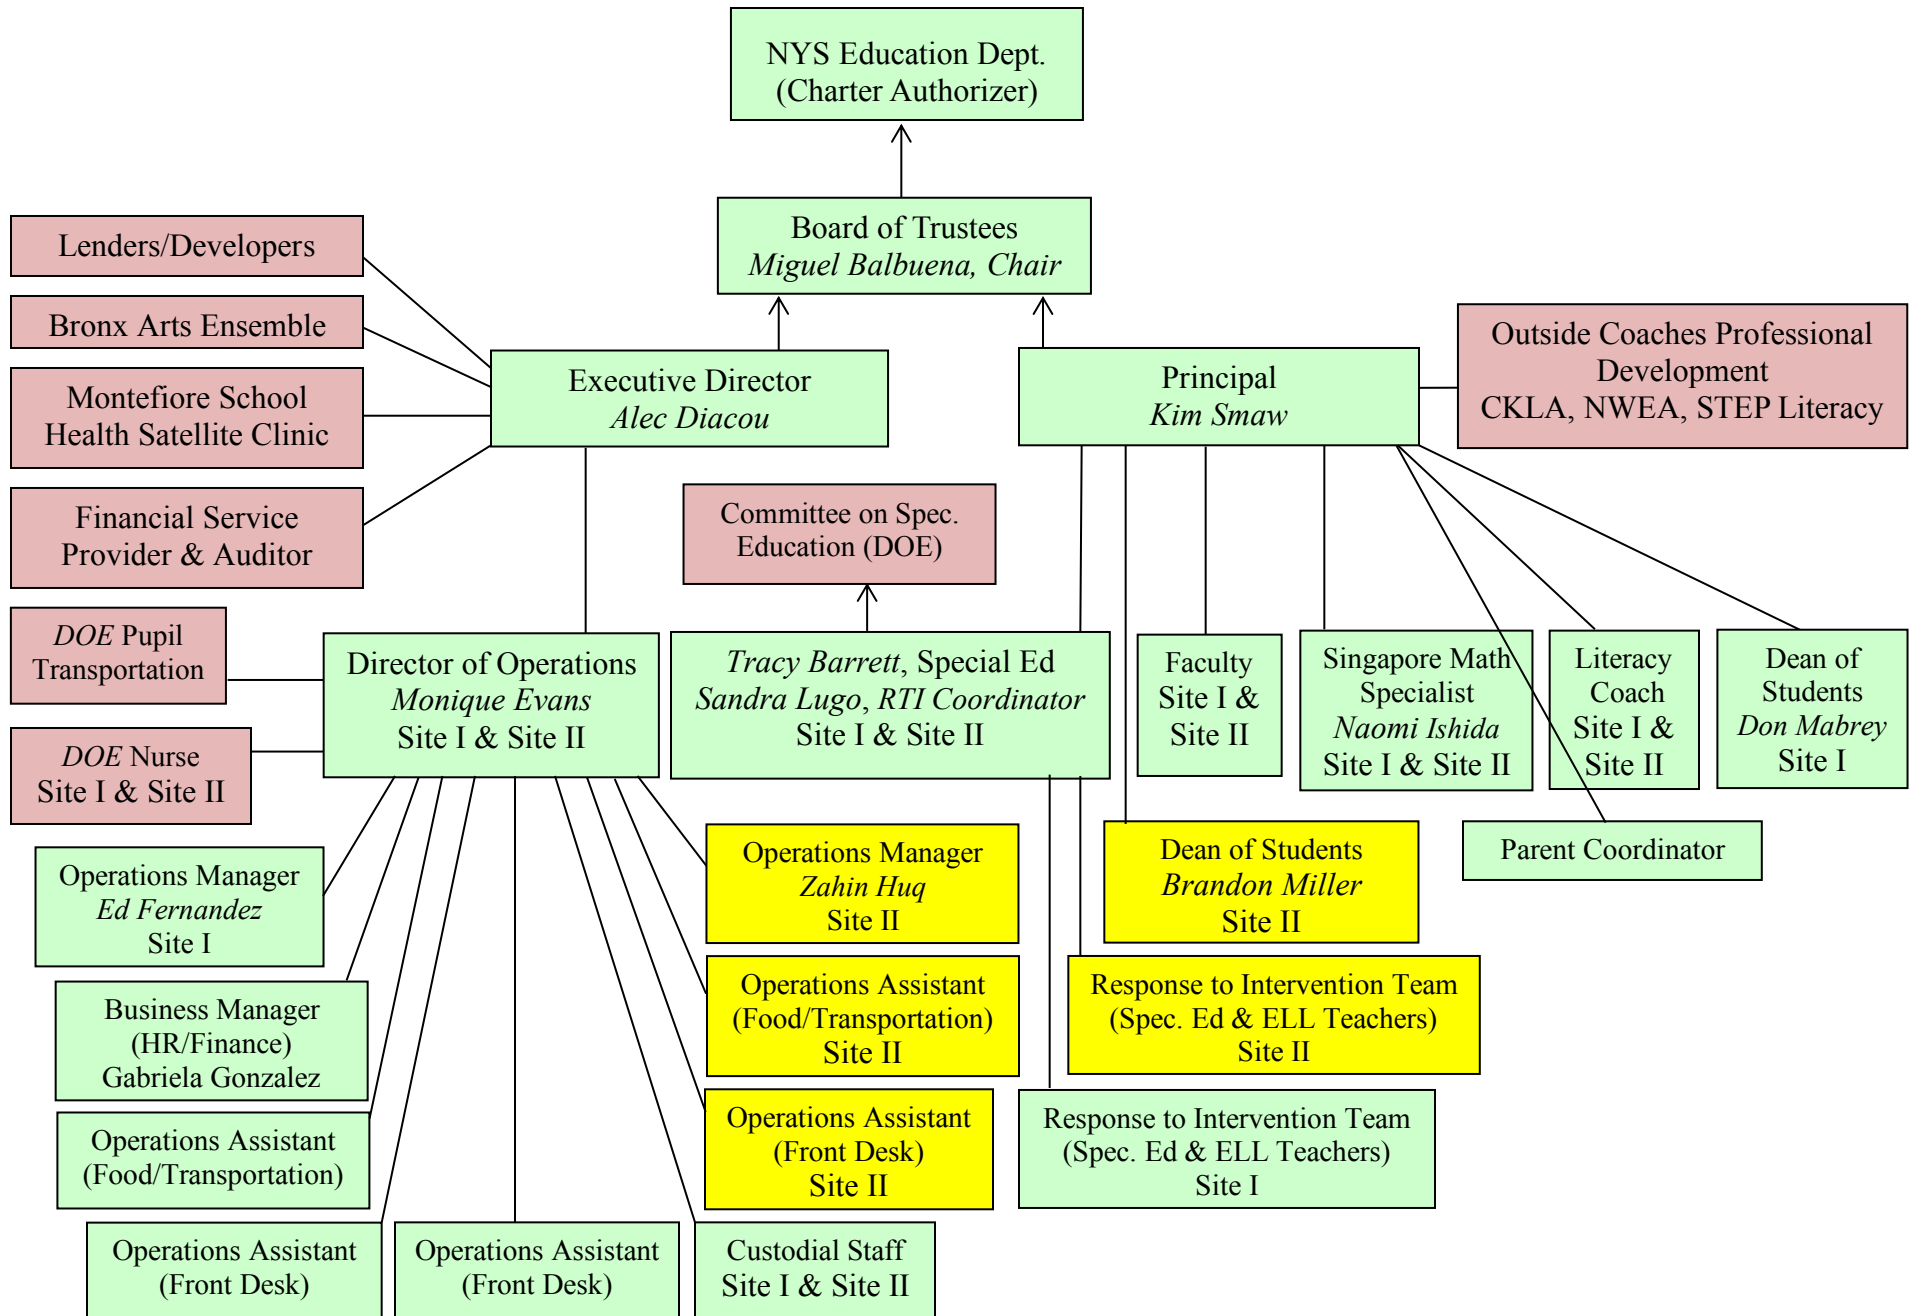 NYS Education Dept.
(Charter Authorizer)
Board of Trustees
Miguel Balbuena, Chair
Lenders/Developers
Bronx Arts Ensemble
Montefiore School
Health Satellite Clinic
Financial Service
Provider & Auditor
Executive Director
Alec Diacou
Principal
Kim Smaw
Outside Coaches Professional
Development
CKLA, NWEA, STEP Literacy
Committee on Spec.
Education (DOE)
DOE Pupil
Transportation
DOE Nurse
Site I & Site II
Director of Operations
Monique Evans
Site I & Site II
Tracy Barrett, Special Ed
Sandra Lugo, RTI Coordinator
Site I & Site II
Faculty
Site I &
Site II
Singapore Math
Specialist
Naomi Ishida
Site I & Site II
Literacy
Coach
Site I &
Site II
Dean of
Students
Don Mabrey
Site I
Operations Manager
Ed Fernandez
Site I
Business Manager
(HR/Finance)
Gabriela Gonzalez
Operations Assistant
(Food/Transportation)
Operations Assistant
(Front Desk)
Operations Assistant
(Front Desk)
Custodial Staff
Site I & Site II
Operations Manager
Zahin Huq
Site II
Operations Assistant
(Food/Transportation)
Site II
Operations Assistant
(Front Desk)
Site II
Dean of Students
Brandon Miller
Site II
Parent Coordinator
Response to Intervention Team
(Spec. Ed & ELL Teachers)
Site II
Response to Intervention Team
(Spec. Ed & ELL Teachers)
Site I